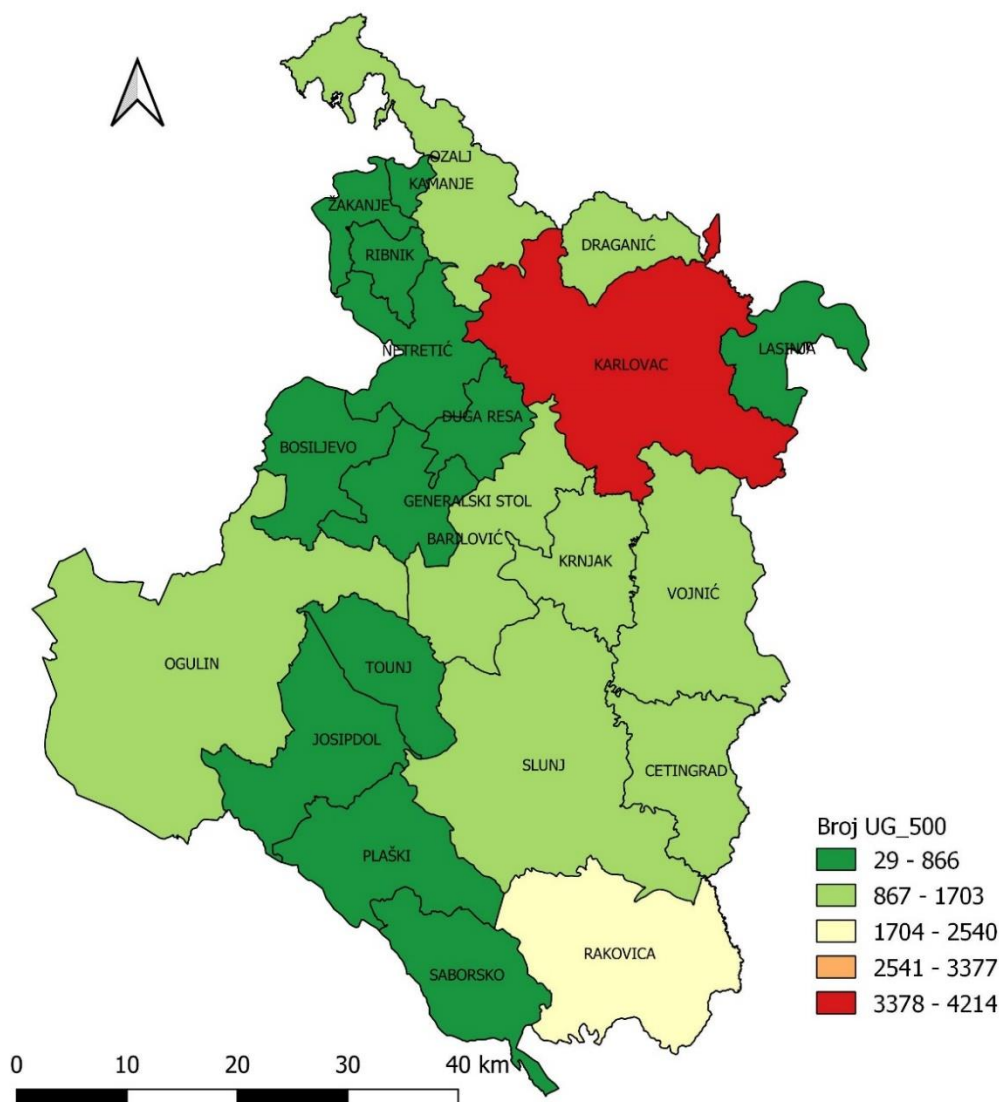 OZALJ
KAMANJE
ŽAKANJE
DRAGANIĆ
RIBNIK
NETRETIĆ
LASINJA
KARLOVAC
DUGA RESA
BOSILJEVO
GENERALSKI STOL
BARILOVIĆ
KRNJAK
VOJNIĆ
OGULIN
TOUNJ
JOSIPDOL
SLUNJ
CETINGRAD
PLAŠKI
RAKOVICA
SABORSKO
Broj UG_500
29 - 866
867 - 1703
1704 - 2540
2541 - 3377
3378 - 4214
0 10 20 30 40 km